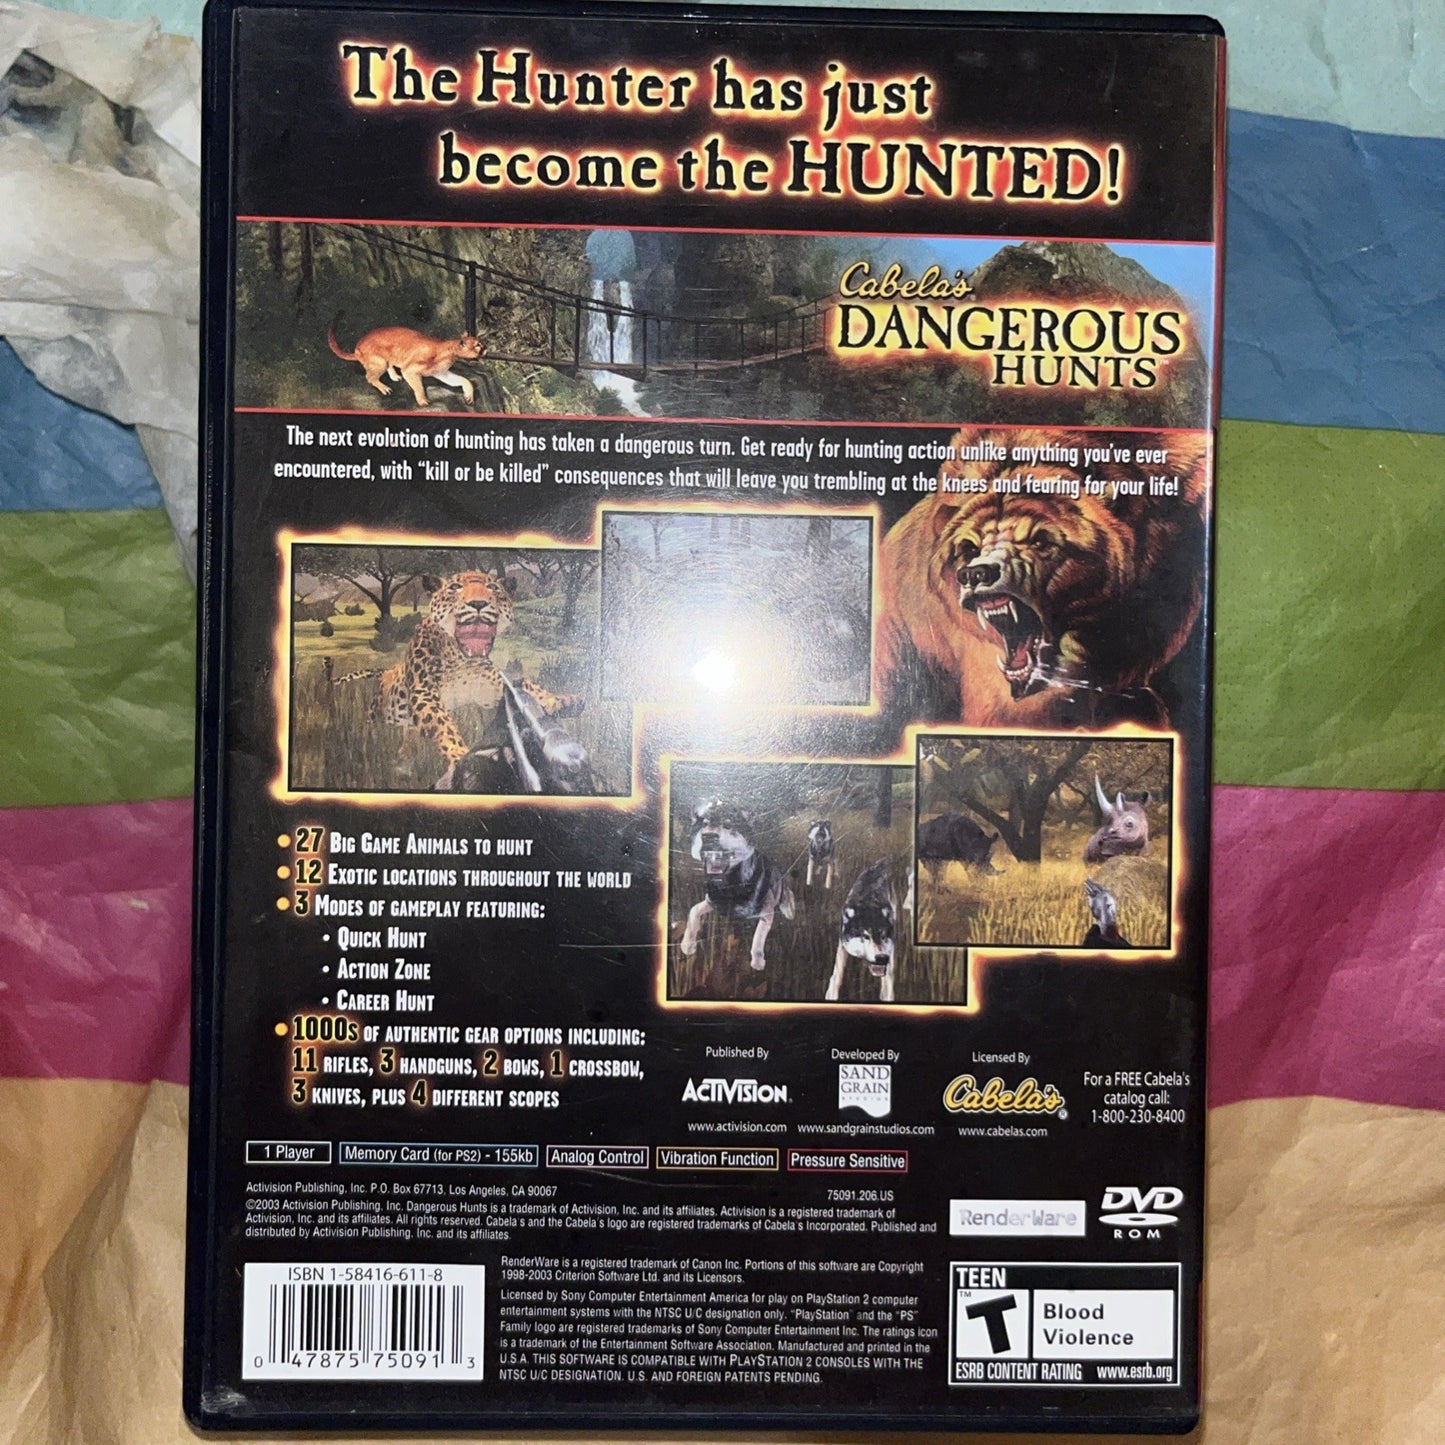 The Hunter has just
become the HUNTED!
Cabela's®
DANGEROUS
HUNTS™
The next evolution of hunting has taken a dangerous turn. Get ready for hunting action unlike anything you've ever
encountered, with “kill or be killed” consequences that will leave you trembling at the knees and fearing for your life!
• 27 Big Game Animals to hunt
• 12 Exotic locations throughout the world
• 3 Modes of gameplay featuring:
• Quick Hunt
• Action Zone
• Career Hunt
• 1000s of authentic gear options including:
11 rifles, 3 handguns, 2 bows, 1 crossbow,
3 knives, plus 4 different scopes
Published By
ACTIVISION.
www.activision.com
Developed By
SAND
GRAIN
STUDIOS
www.sandgrainstudios.com
Licensed By
Cabela's®
www.cabelas.com
For a FREE Cabela's
catalog call:
1-800-230-8400
1 Player
Memory Card (for PS2) - 155kb
Analog Control
Vibration Function
Pressure Sensitive
Activision Publishing, Inc. P.O. Box 67713, Los Angeles, CA 90067
75091.206.US
©2003 Activision Publishing, Inc. Dangerous Hunts is a trademark of Activision, Inc. and its affiliates. Activision is a registered trademark of
Activision, Inc. and its affiliates. All rights reserved. Cabela's and the Cabela's logo are registered trademarks of Cabela's Incorporated. Published and
distributed by Activision Publishing, Inc. and its affiliates.
RenderWare
DVD
ROM
ISBN 1-58416-611-8
0 47875 75091 3
RenderWare is a registered trademark of Canon Inc. Portions of this software are Copyright
1998-2003 Criterion Software Ltd. and its Licensors.
Licensed by Sony Computer Entertainment America for play on PlayStation 2 computer
entertainment systems with the NTSC U/C designation only. "PlayStation" and the "PS"
Family logo are registered trademarks of Sony Computer Entertainment Inc. The ratings icon
is a trademark of the Entertainment Software Association. Manufactured and printed in the
U.S.A. THIS SOFTWARE IS COMPATIBLE WITH PLAYSTATION 2 CONSOLES WITH THE
NTSC U/C DESIGNATION. U.S. AND FOREIGN PATENTS PENDING.
TEEN
T™
Blood
Violence
ESRB CONTENT RATING www.esrb.org